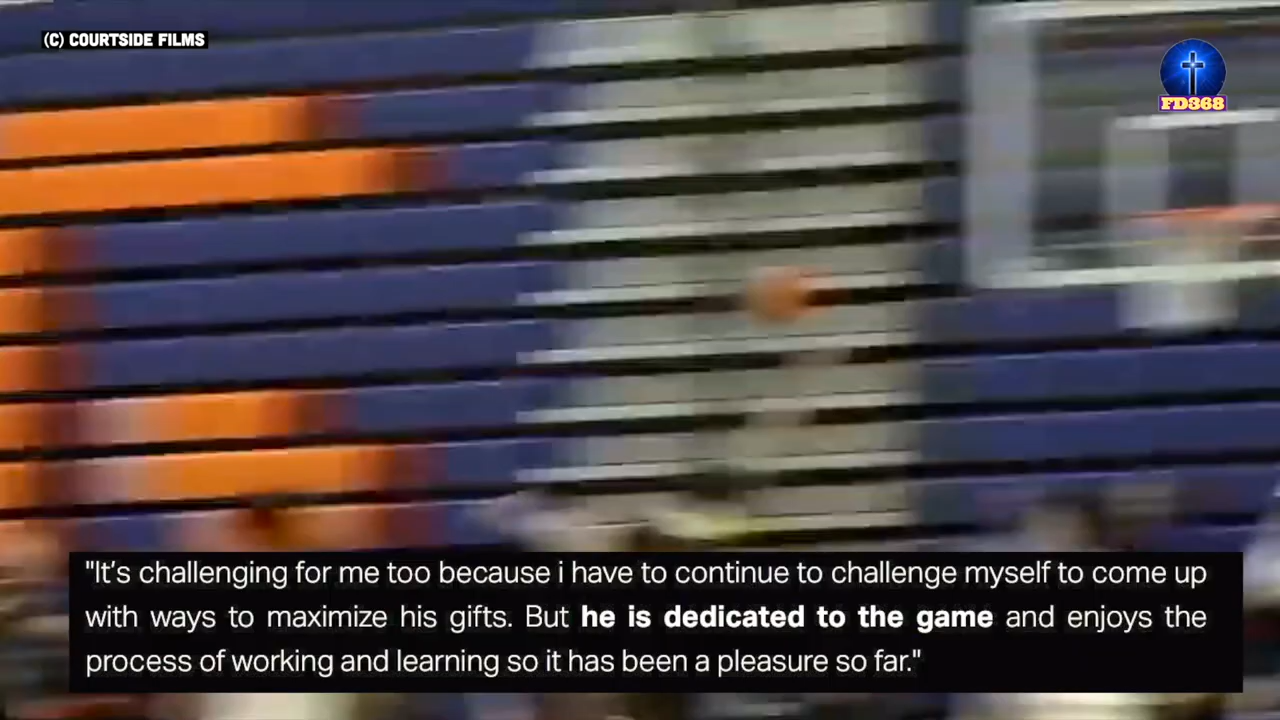 (C) COURTSIDE FILMS
FD368
"It's challenging for me too because i have to continue to challenge myself to come up
with ways to maximize his gifts. But he is dedicated to the game and enjoys the
process of working and learning so it has been a pleasure so far."